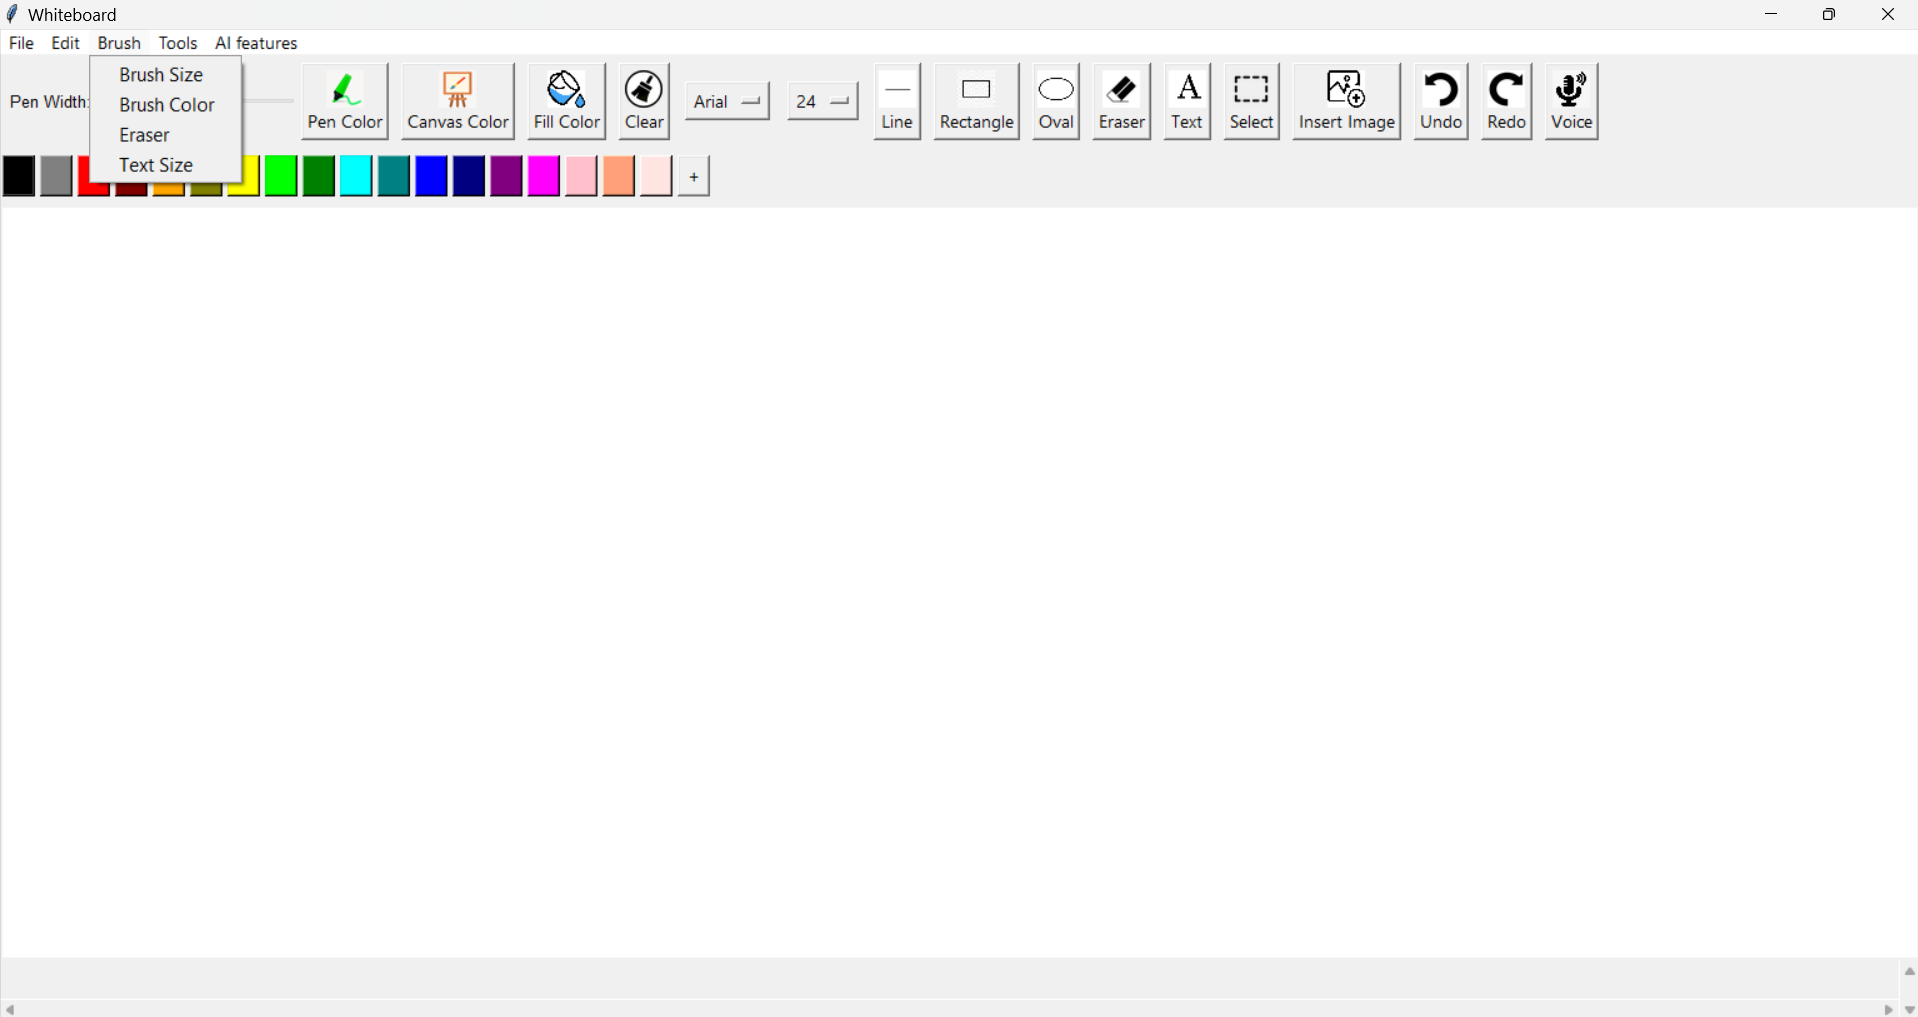 Whiteboard
File Edit Brush Tools AI features
Brush Size
Brush Color
Eraser
Text Size
Pen Width:
Pen Color Canvas Color Fill Color Clear Arial 24 Line Rectangle Oval Eraser Text Select Insert Image Undo Redo Voice
+